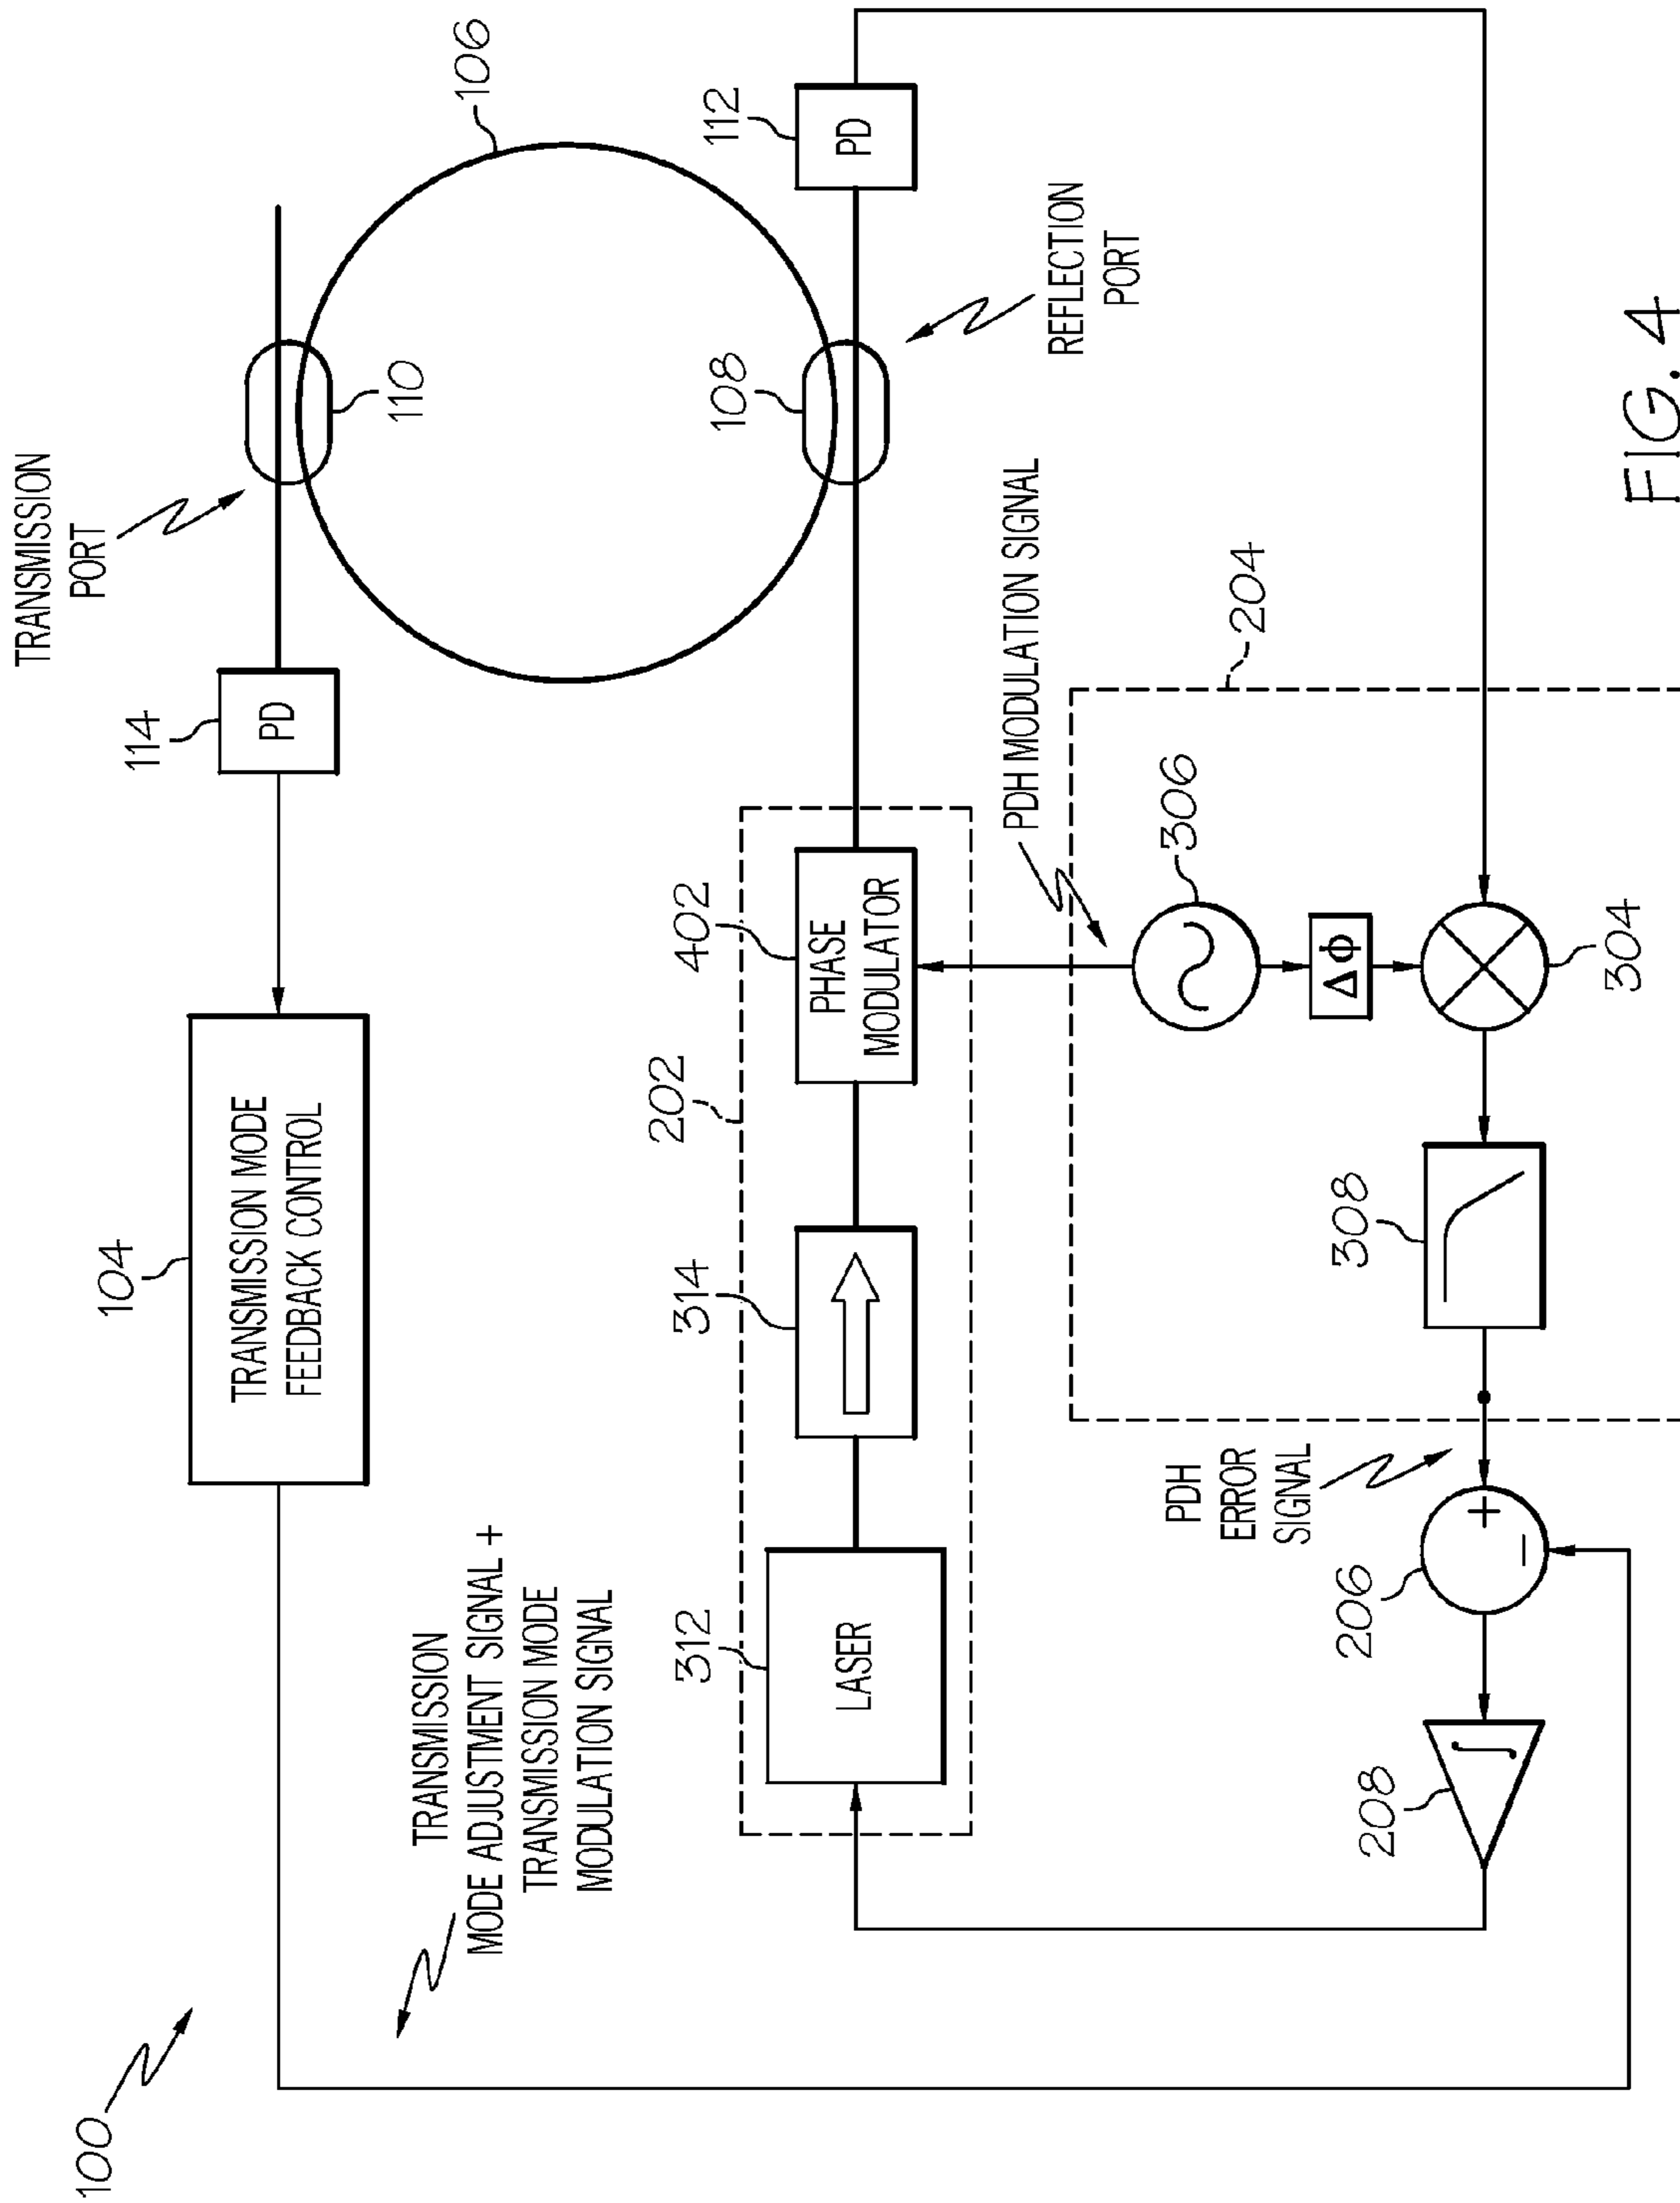 100
TRANSMISSION
MODE ADJUSTMENT SIGNAL +
TRANSMISSION MODE
MODULATION SIGNAL
104
TRANSMISSION MODE
FEEDBACK CONTROL
114
PD
TRANSMISSION
PORT
110
106
312
LASER
314
202
402
PHASE
MODULATOR
108
REFLECTION
PORT
112
PD
PDH MODULATION SIGNAL
204
306
ΔΦ
304
308
PDH
ERROR
SIGNAL
206
+
−
208
∫
FIG. 4